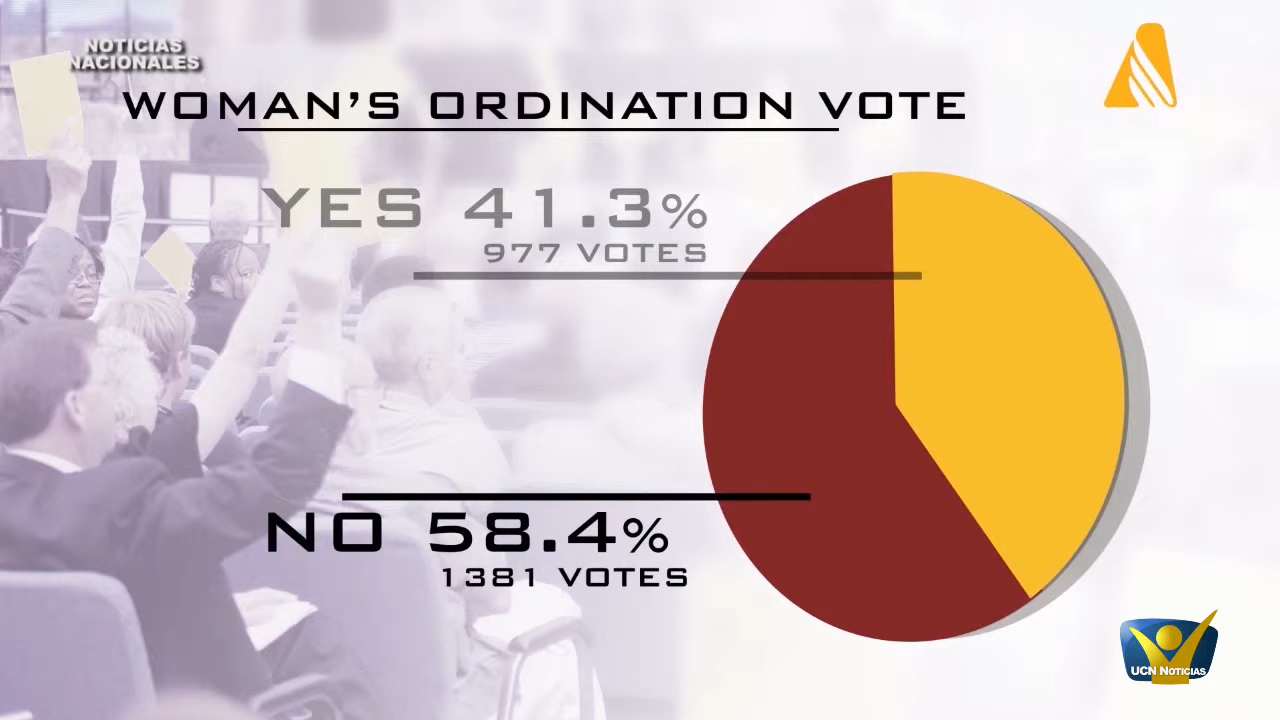 NOTICIAS
NACIONALES
WOMAN'S ORDINATION VOTE
YES 41.3%
977 VOTES
NO 58.4%
1381 VOTES
UCN NOTICIAS